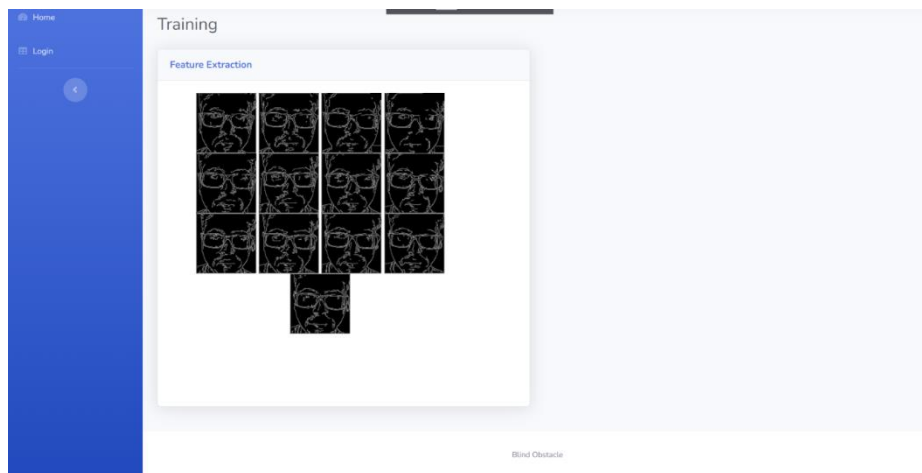 Home
Training
Login
Feature Extraction
Blind Obstacle